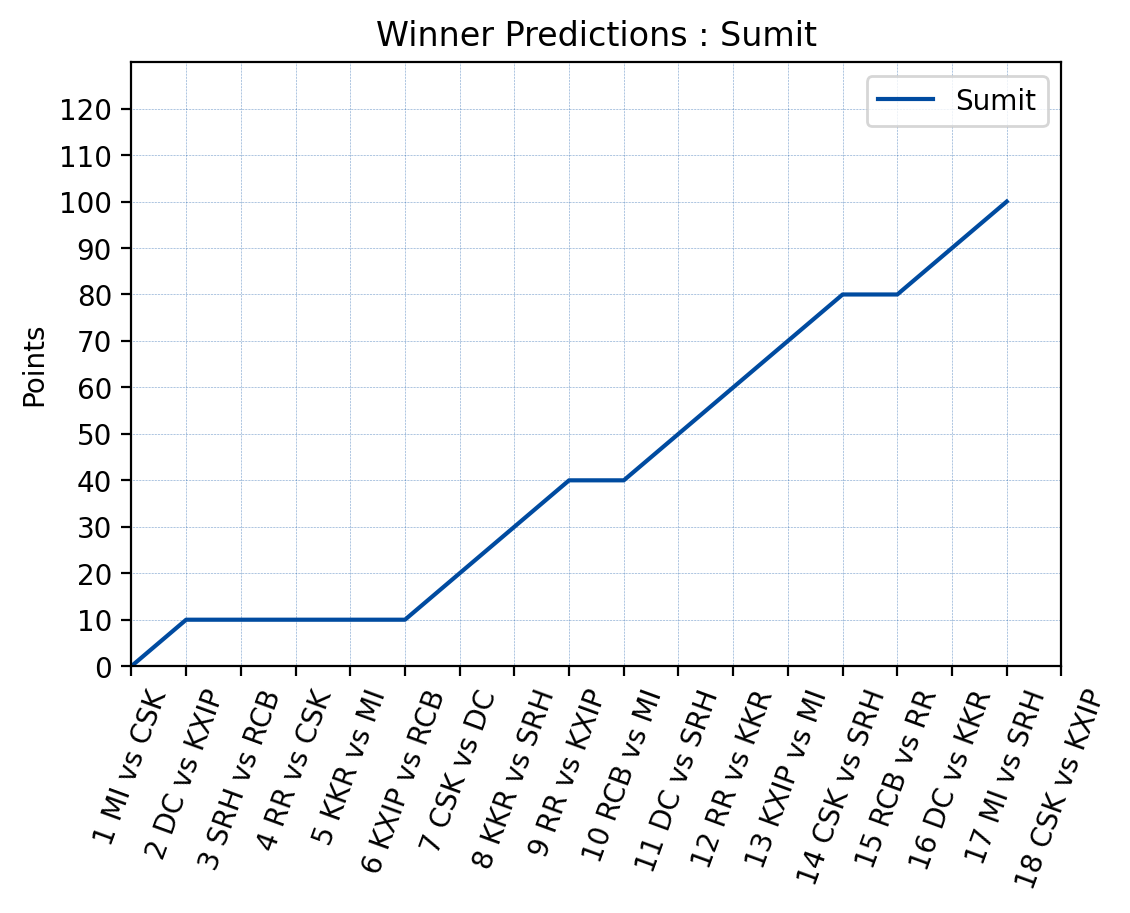 Winner Predictions : Sumit
Sumit
Points
120
110
100
90
80
70
60
50
40
30
20
10
0
1 MI vs CSK
2 DC vs KXIP
3 SRH vs RCB
4 RR vs CSK
5 KKR vs MI
6 KXIP vs RCB
7 CSK vs DC
8 KKR vs SRH
9 RR vs KXIP
10 RCB vs MI
11 DC vs SRH
12 RR vs KKR
13 KXIP vs MI
14 CSK vs SRH
15 RCB vs RR
16 DC vs KKR
17 MI vs SRH
18 CSK vs KXIP